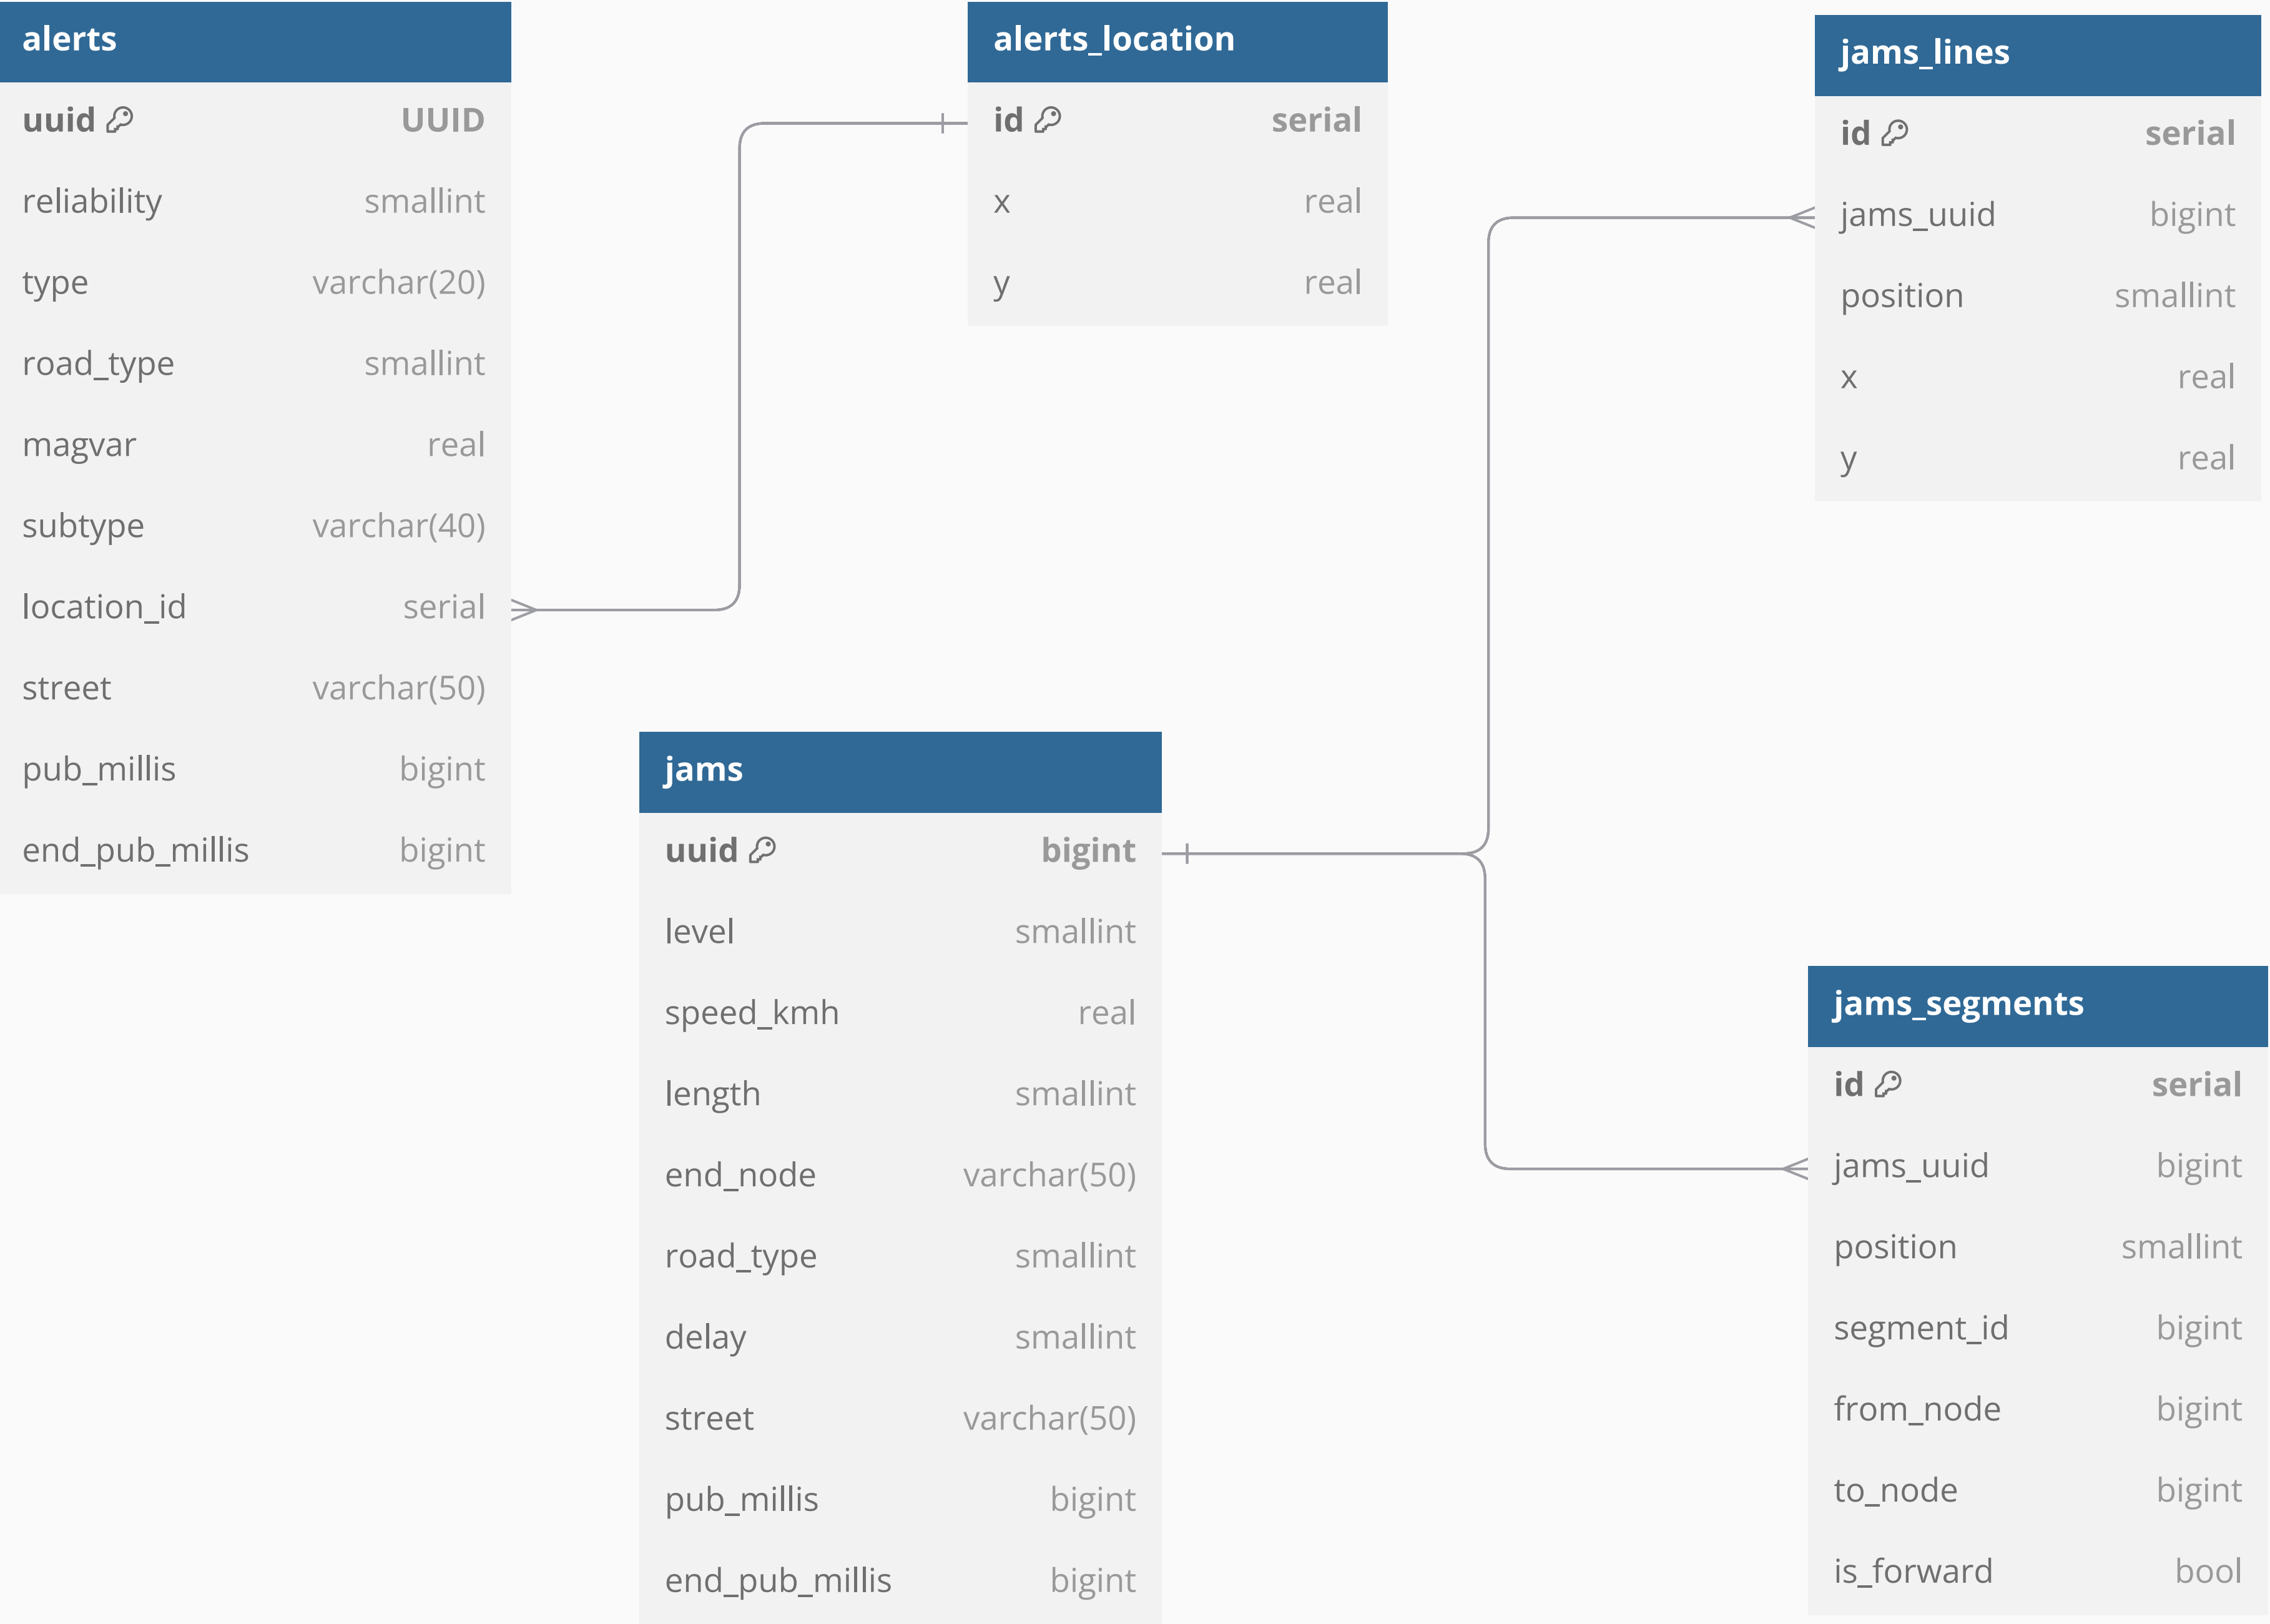 alerts
uuid UUID
reliability smallint
type varchar(20)
road_type smallint
magvar real
subtype varchar(40)
location_id serial
street varchar(50)
pub_millis bigint
end_pub_millis bigint
alerts_location
id serial
x real
y real
jams_lines
id serial
jams_uuid bigint
position smallint
x real
y real
jams
uuid bigint
level smallint
speed_kmh real
length smallint
end_node varchar(50)
road_type smallint
delay smallint
street varchar(50)
pub_millis bigint
end_pub_millis bigint
jams_segments
id serial
jams_uuid bigint
position smallint
segment_id bigint
from_node bigint
to_node bigint
is_forward bool